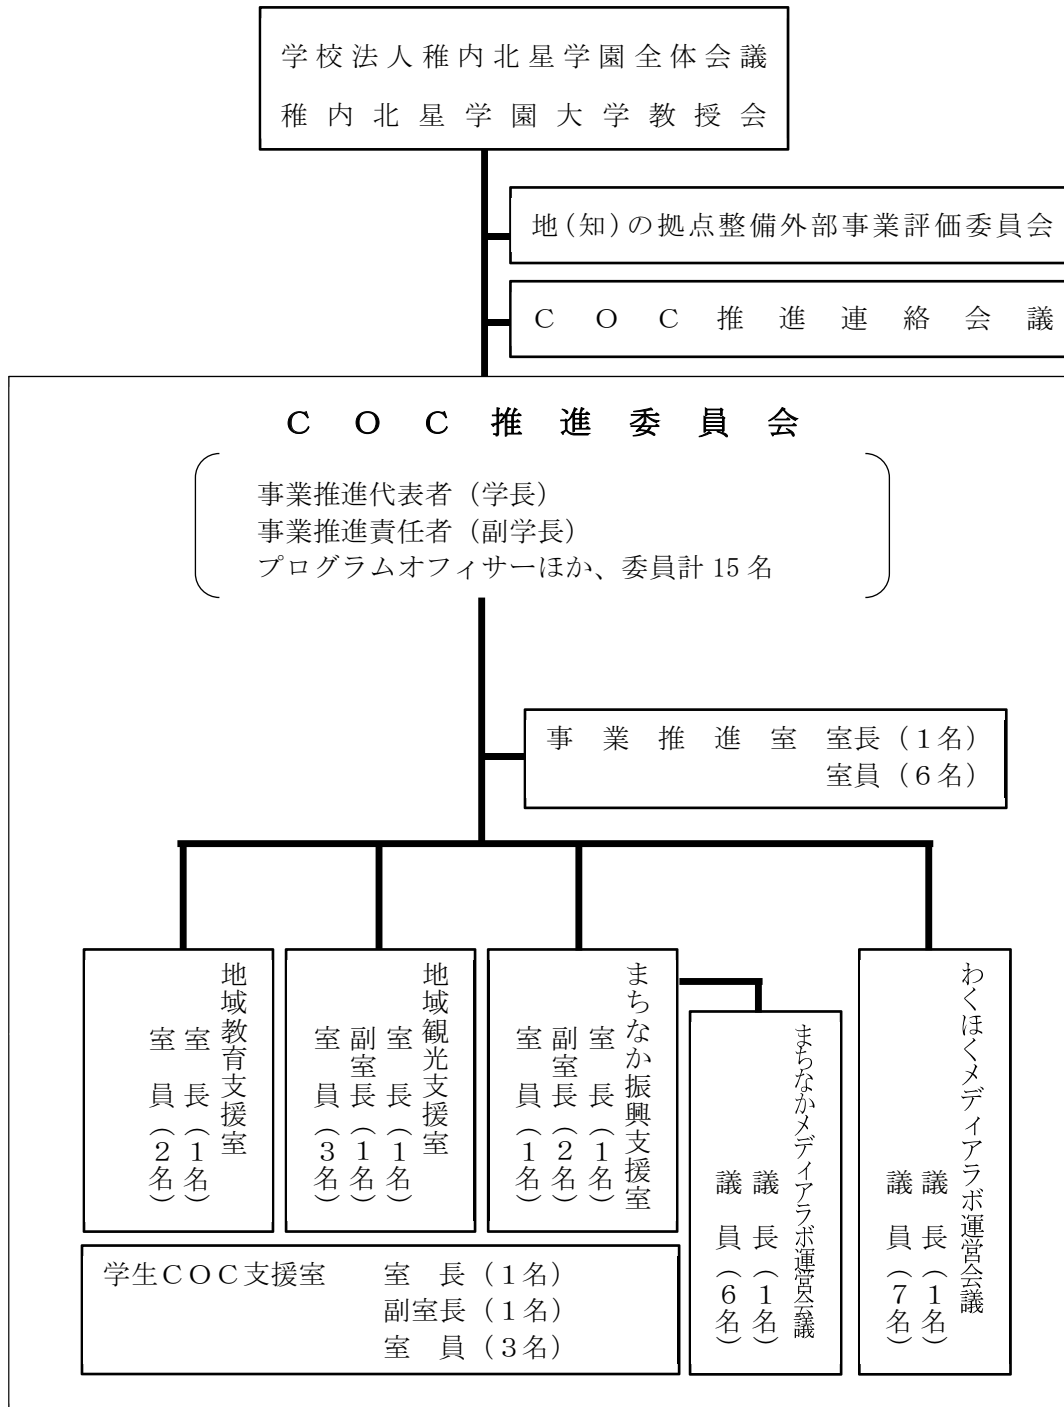 学校法人稚内北星学園全体会議
稚内北星学園大学教授会
地(知)の拠点整備外部事業評価委員会
ＣＯＣ推進連絡会議
ＣＯＣ推進委員会
事業推進代表者（学長）
事業推進責任者（副学長）
プログラムオフィサーほか、委員計 15 名
事業推進室 室長（１名）
室員（６名）
地域教育支援室
室 長（１名）
室 員（２名）
地域観光支援室
室 長（１名）
副室長（１名）
室 員（３名）
まちなか振興支援室
室 長（１名）
副室長（２名）
室 員（１名）
まちなかメディアラボ運営会議
議 長（１名）
議 員（６名）
わくほくメディアラボ運営会議
議 長（１名）
議 員（７名）
学生ＣＯＣ支援室 室 長（１名）
副室長（１名）
室 員（３名）